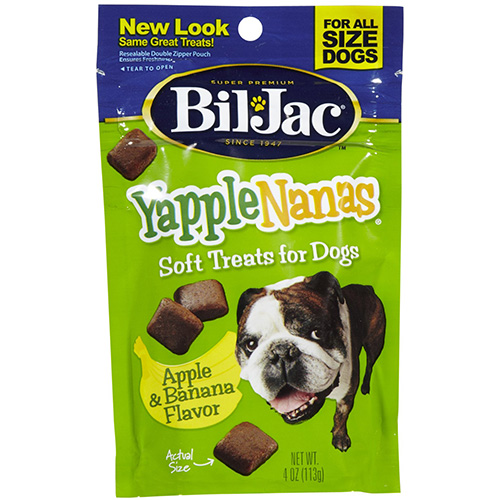 New Look
Same Great Treats!
Resealable Double Zipper Pouch
Ensures Freshness
TEAR TO OPEN
FOR ALL
SIZE
DOGS
SUPER PREMIUM
Bil Jac
SINCE 1947
TM
YappleNanas®
Soft Treats for Dogs
Apple
& Banana
Flavor
Actual
Size
NET WT.
4 OZ (113g)